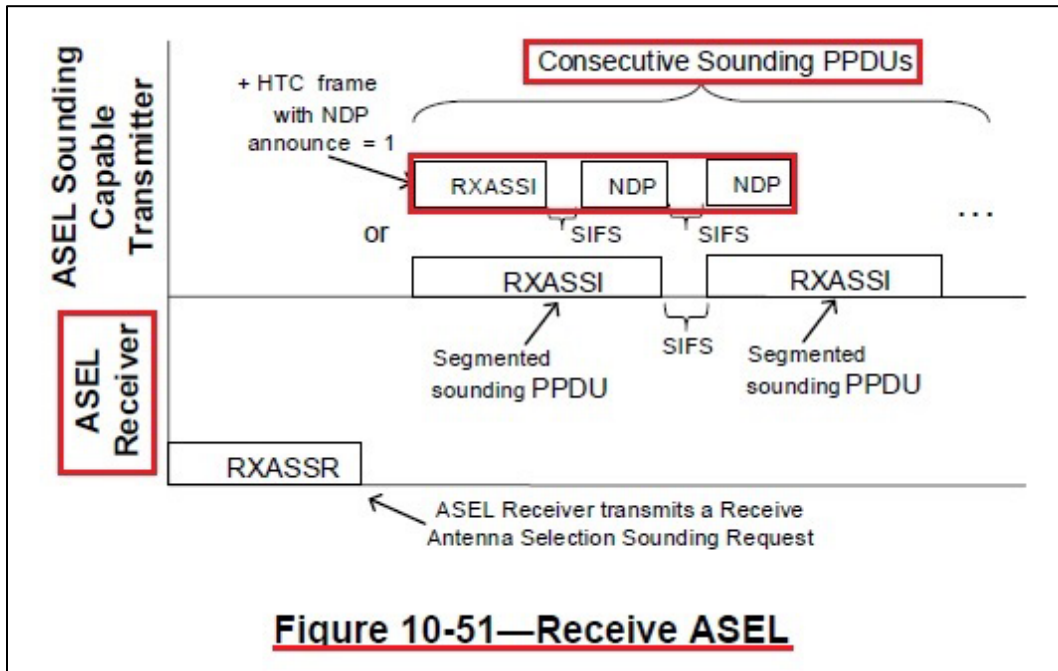 ASEL Sounding
Capable
Transmitter
+ HTC frame
with NDP
announce = 1
Consecutive Sounding PPDUs
RXASSI
NDP
NDP
SIFS
SIFS
...
or
RXASSI
RXASSI
SIFS
Segmented
sounding PPDU
Segmented
sounding PPDU
ASEL
Receiver
RXASSR
ASEL Receiver transmits a Receive
Antenna Selection Sounding Request
Figure 10-51—Receive ASEL